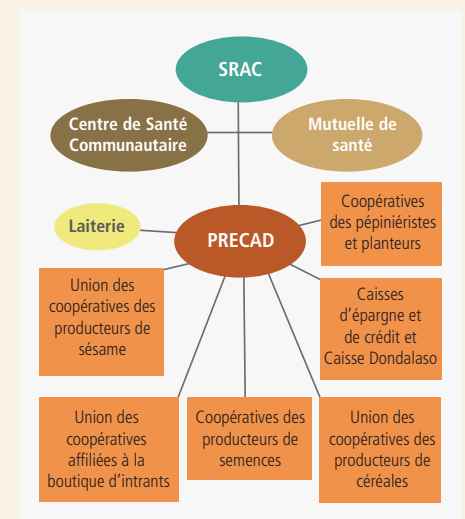 SRAC
Centre de Santé
Communautaire
Mutuelle de
santé
Coopératives
des pépiniéristes
et planteurs
Laiterie
PRECAD
Union des
coopératives des
producteurs de
sésame
Caisses
d'épargne et
de crédit et
Caisse Dondalaso
Union des
coopératives
affiliées à la
boutique d'intrants
Coopératives des
producteurs de
semences
Union des
coopératives des
producteurs de
céréales